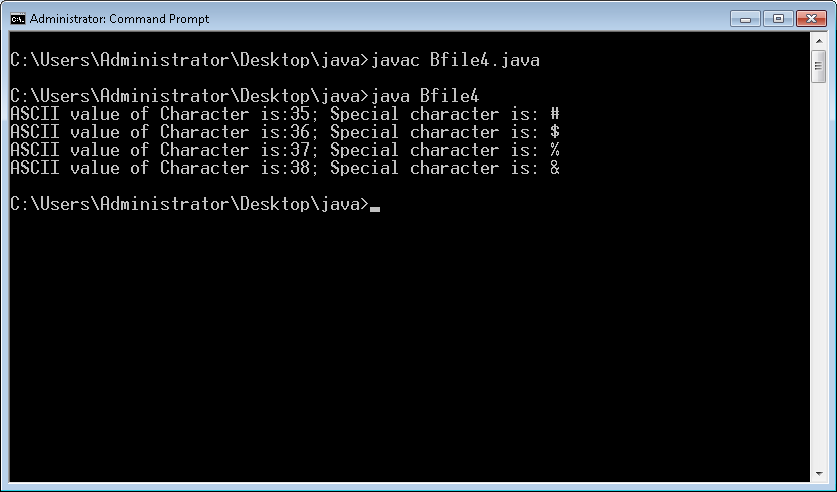 Administrator: Command Prompt
C:\Users\Administrator\Desktop\java>javac Bfile4.java
C:\Users\Administrator\Desktop\java>java Bfile4
ASCII value of Character is:35; Special character is: #
ASCII value of Character is:36; Special character is: $
ASCII value of Character is:37; Special character is: %
ASCII value of Character is:38; Special character is: &
C:\Users\Administrator\Desktop\java>